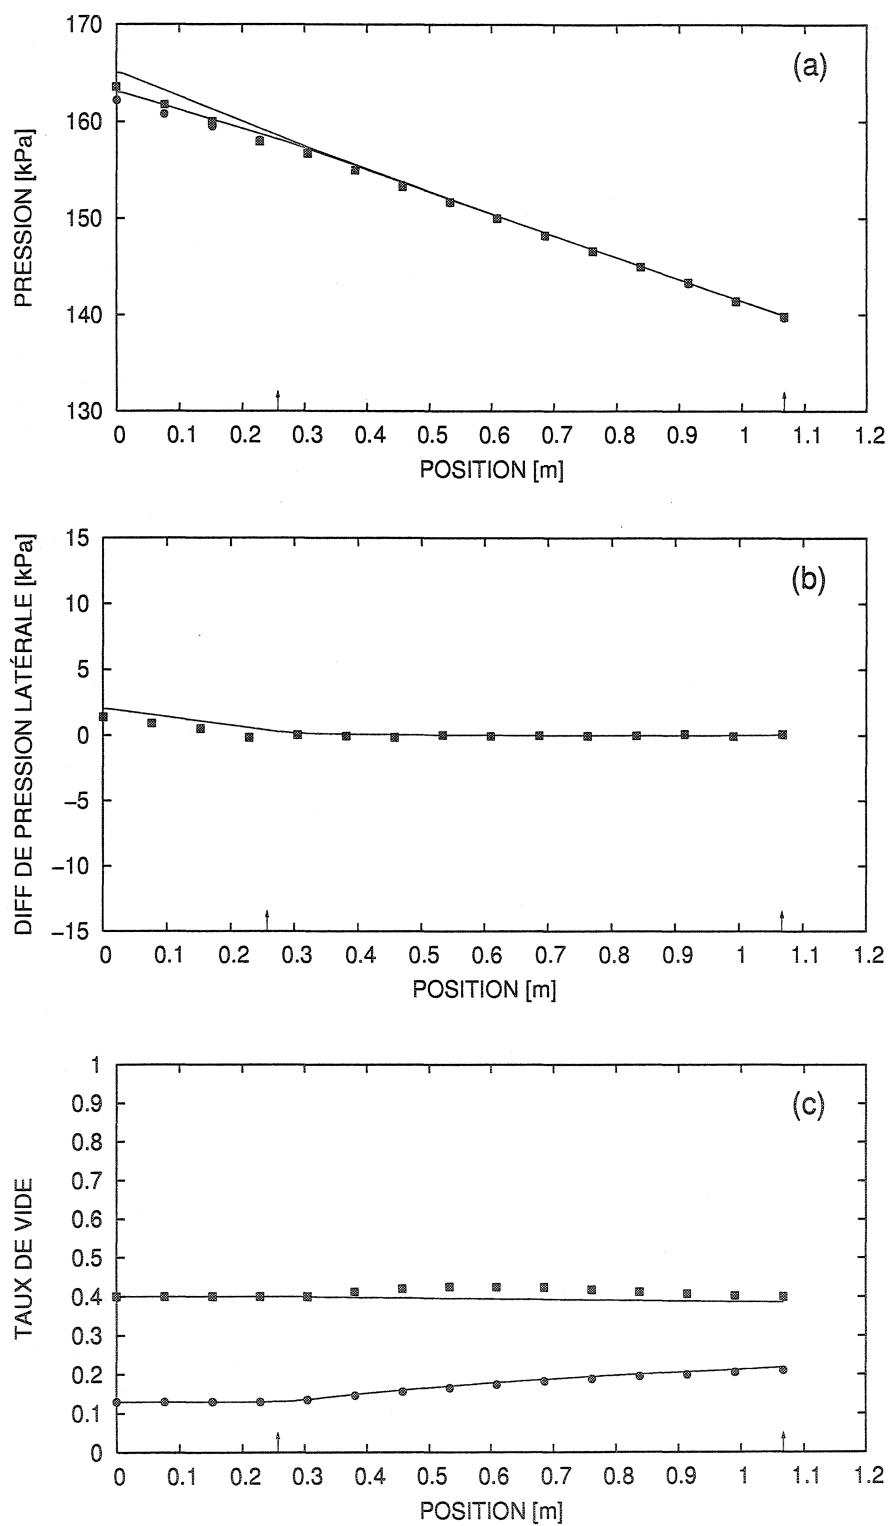 170
(a)
160
150
140
130
PRESSION [kPa]
0 0.1 0.2 0.3 0.4 0.5 0.6 0.7 0.8 0.9 1 1.1 1.2
POSITION [m]
15
(b)
10
5
0
−5
−10
−15
DIFF DE PRESSION LATÉRALE [kPa]
0 0.1 0.2 0.3 0.4 0.5 0.6 0.7 0.8 0.9 1 1.1 1.2
POSITION [m]
1
(c)
0.9
0.8
0.7
0.6
0.5
0.4
0.3
0.2
0.1
0
TAUX DE VIDE
0 0.1 0.2 0.3 0.4 0.5 0.6 0.7 0.8 0.9 1 1.1 1.2
POSITION [m]